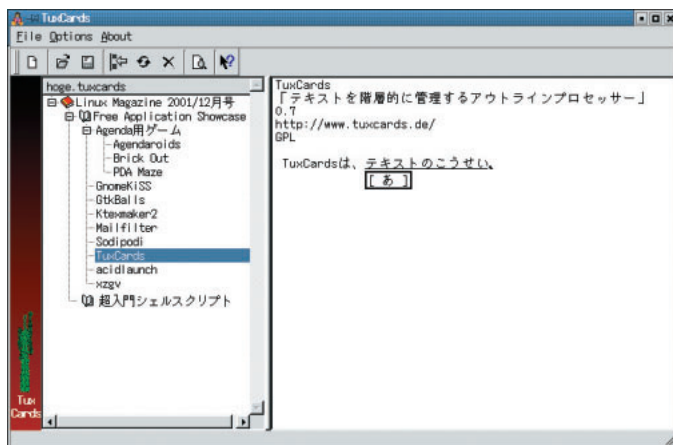 TuxCards
File Options About
hoge.tuxcards
Linux Magazine 2001/12月号
Free Application Showcase
Agenda用ゲーム
Agendaroids
Brick Out
PDA Maze
GnomeKiSS
GtkBalls
Ktexmaker2
Mailfilter
Sodipodi
TuxCards
acidlaunch
xzgv
超入門シェルスクリプト
Tux
Cards
TuxCards
「テキストを階層的に管理するアウトラインプロセッサー」
0.7
http://www.tuxcards.de/
GPL
TuxCardsは、テキストのこうせい、
[ あ ]